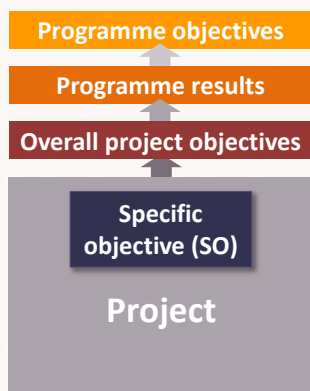 Programme objectives
Programme results
Overall project objectives
Specific
objective (SO)
Project